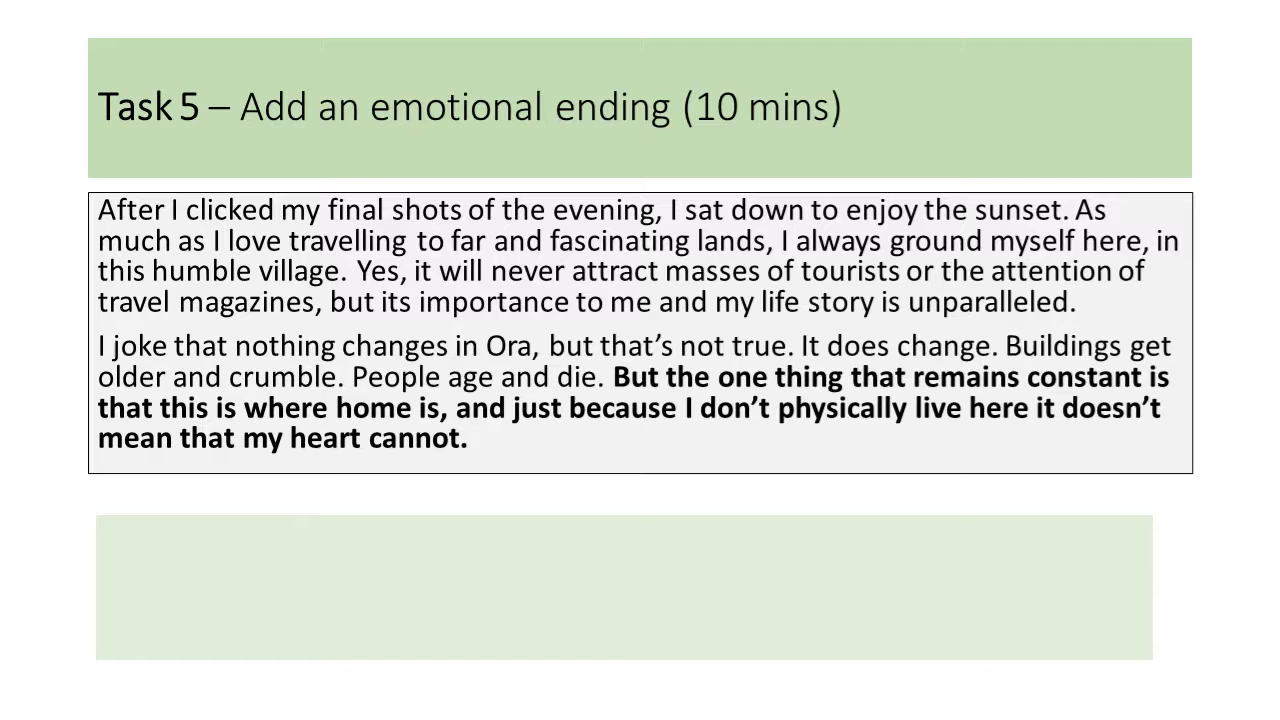 Task 5 – Add an emotional ending (10 mins)
After I clicked my final shots of the evening, I sat down to enjoy the sunset. As
much as I love travelling to far and fascinating lands, I always ground myself here, in
this humble village. Yes, it will never attract masses of tourists or the attention of
travel magazines, but its importance to me and my life story is unparalleled.
I joke that nothing changes in Ora, but that’s not true. It does change. Buildings get
older and crumble. People age and die. But the one thing that remains constant is
that this is where home is, and just because I don’t physically live here it doesn’t
mean that my heart cannot.